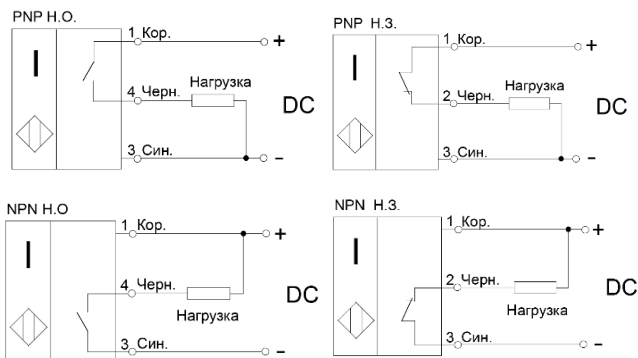 PNP Н.О.
1 Кор. +
4 Черн. Нагрузка DC
3 Син. -
PNP Н.З.
1 Кор. +
2 Черн. Нагрузка DC
3 Син. -
NPN Н.О
1 Кор. +
4 Черн. Нагрузка DC
3 Син. -
NPN Н.З.
1 Кор. +
2 Черн. Нагрузка DC
3 Син. -